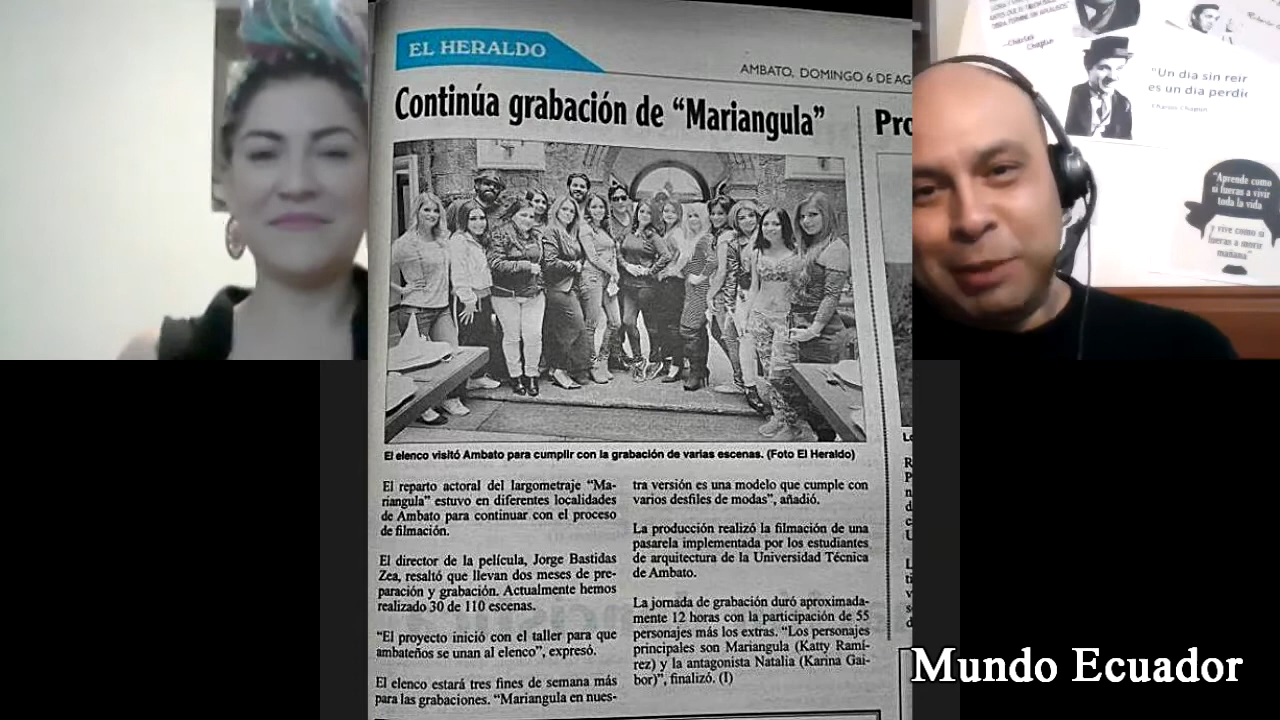 EL HERALDO
AMBATO, DOMINGO 6 DE AG
Continúa grabación de “Mariangula”
El elenco visitó Ambato para cumplir con la grabación de varias escenas. (Foto El Heraldo)
El reparto actoral del largometraje “Ma-
riangula” estuvo en diferentes localidades
de Ambato para continuar con el proceso
de filmación.
El director de la película, Jorge Bastidas
Zea, resaltó que llevan dos meses de pre-
paración y grabación. Actualmente hemos
realizado 30 de 110 escenas.
“El proyecto inició con el taller para que
ambateños se unan al elenco”, expresó.
El elenco estará tres fines de semana más
para las grabaciones. “Mariangula en nues-
tra versión es una modelo que cumple con
varios desfiles de modas”, añadió.
La producción realizó la filmación de una
pasarela implementada por los estudiantes
de arquitectura de la Universidad Técnica
de Ambato.
La jornada de grabación duró aproximada-
mente 12 horas con la participación de 55
personajes más los extras. “Los personajes
principales son Mariangula (Katty Ramí-
rez) y la antagonista Natalia (Karina Gai-
bor)”, finalizó. (I)
Pro
—Charles
Chaplin
"Un dia sin reir
es un dia perdi
Charles Chaplin
"Aprende como
si fueras a vivir
toda la vida
y vive como si
fueras a morir
mañana"
Mundo Ecuador